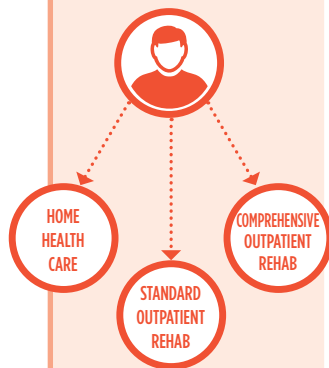 HOME
HEALTH
CARE
COMPREHENSIVE
OUTPATIENT
REHAB
STANDARD
OUTPATIENT
REHAB